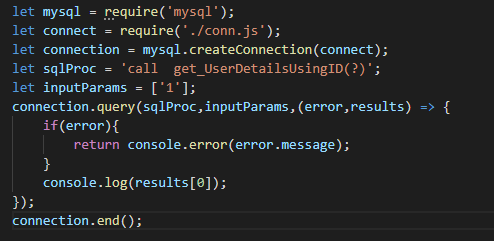 let mysql = require('mysql');
let connect = require('./conn.js');
let connection = mysql.createConnection(connect);
let sqlProc = 'call  get_UserDetailsUsingID(?)';
let inputParams = ['1'];
connection.query(sqlProc,inputParams,(error,results) => {
    if(error){
        return console.error(error.message);
    }
    console.log(results[0]);
});
connection.end();